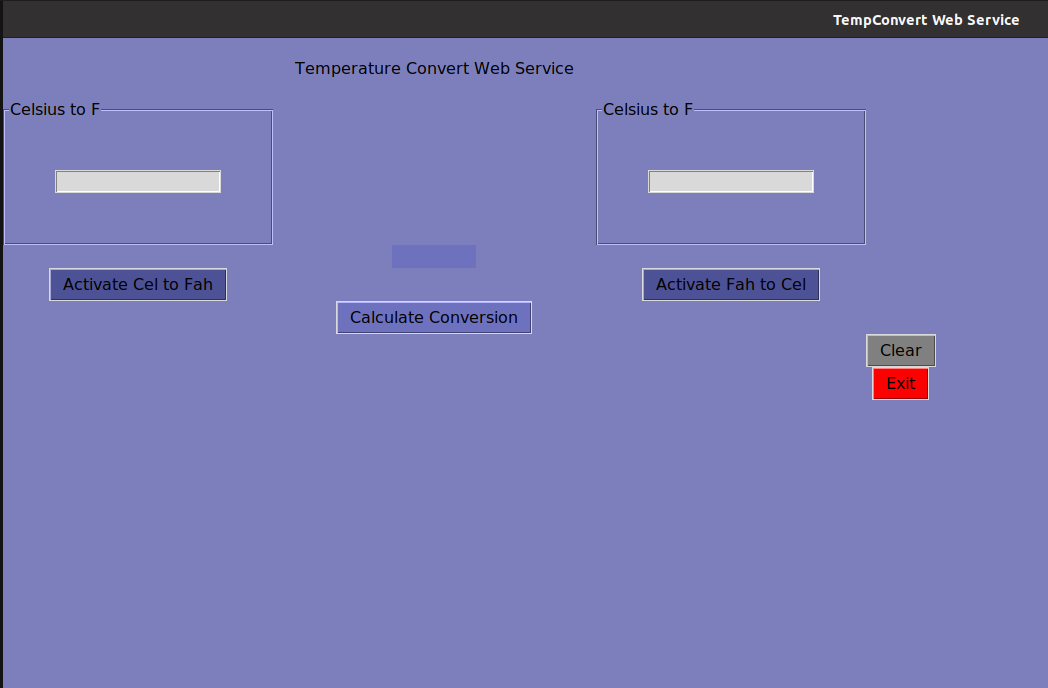 TempConvert Web Service
Temperature Convert Web Service
Celsius to F
Celsius to F
Activate Cel to Fah
Activate Fah to Cel
Calculate Conversion
Clear
Exit